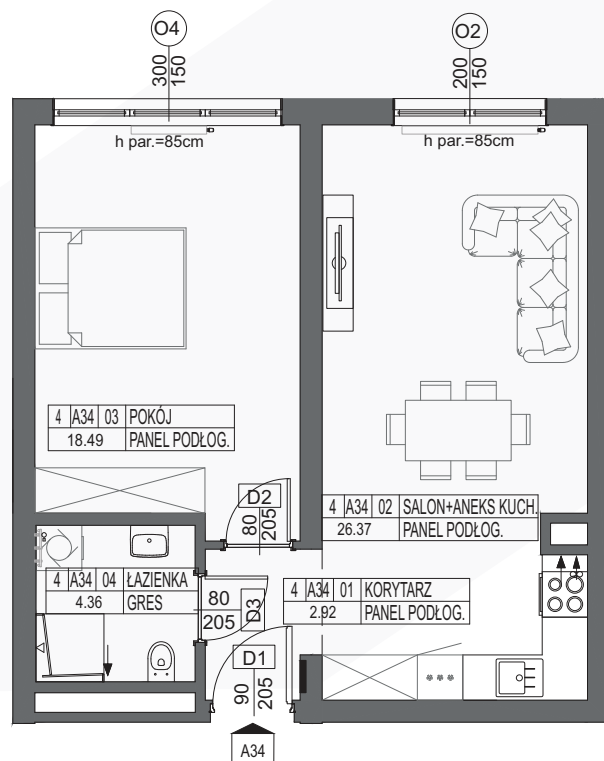 O4 O2
300 150 200 150
h par.=85cm h par.=85cm
4 A34 03 POKÓJ
18.49 PANEL PODŁOG.
D2
80 205
4 A34 02 SALON+ANEKS KUCH.
26.37 PANEL PODŁOG.
4 A34 04 ŁAZIENKA
4.36 GRES
80 205
D3
4 A34 01 KORYTARZ
2.92 PANEL PODŁOG.
D1
90 205
A34